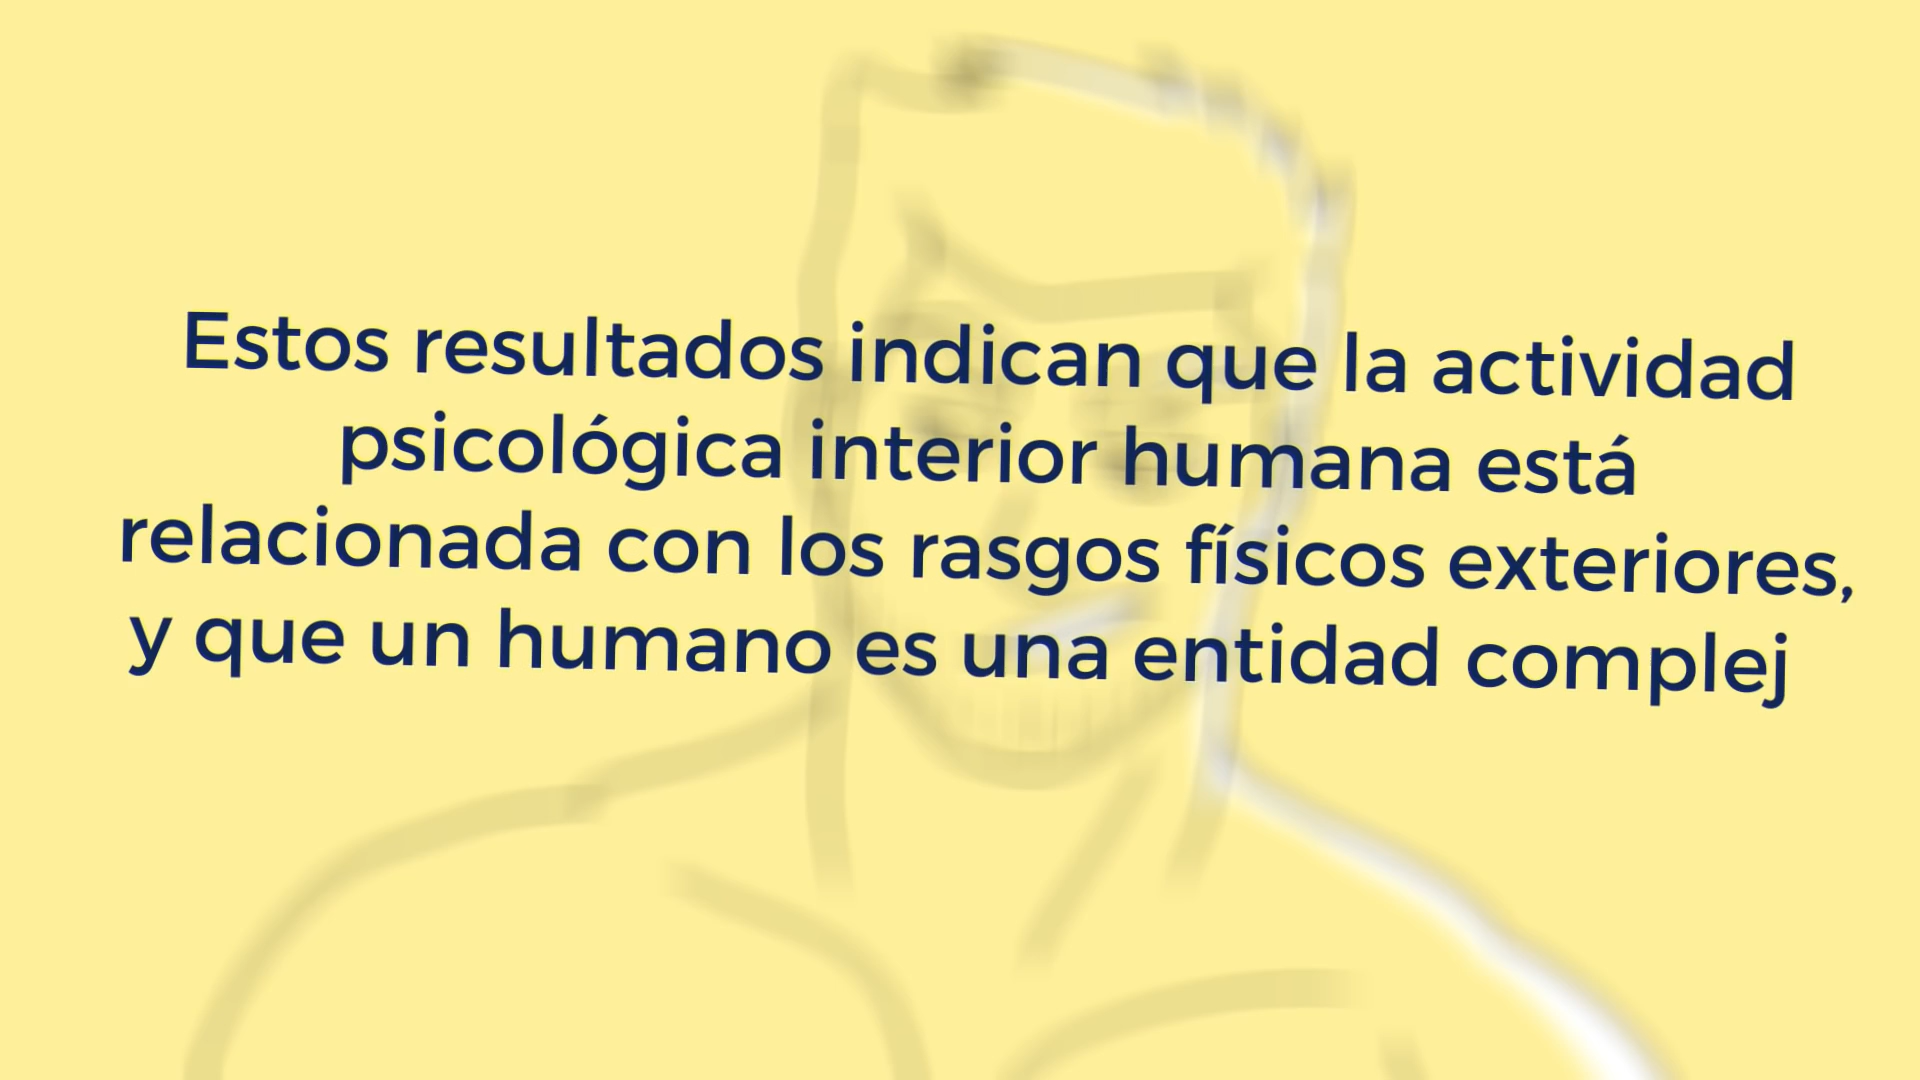 Estos resultados indican que la actividad
psicológica interior humana está
relacionada con los rasgos físicos exteriores,
y que un humano es una entidad complej